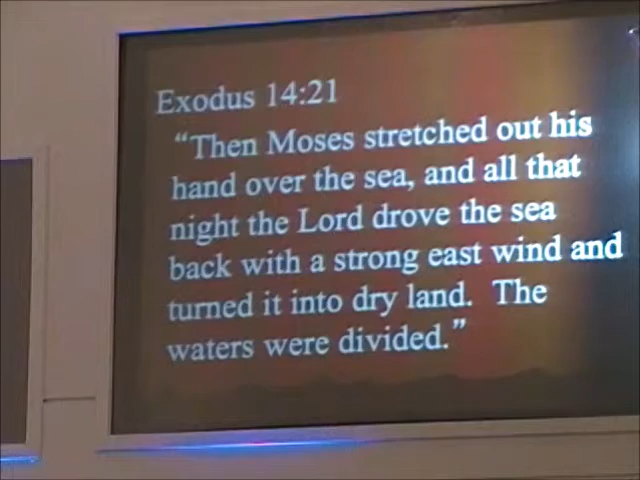 Exodus 14:21
“Then Moses stretched out his
hand over the sea, and all that
night the Lord drove the sea
back with a strong east wind and
turned it into dry land.  The
waters were divided.”